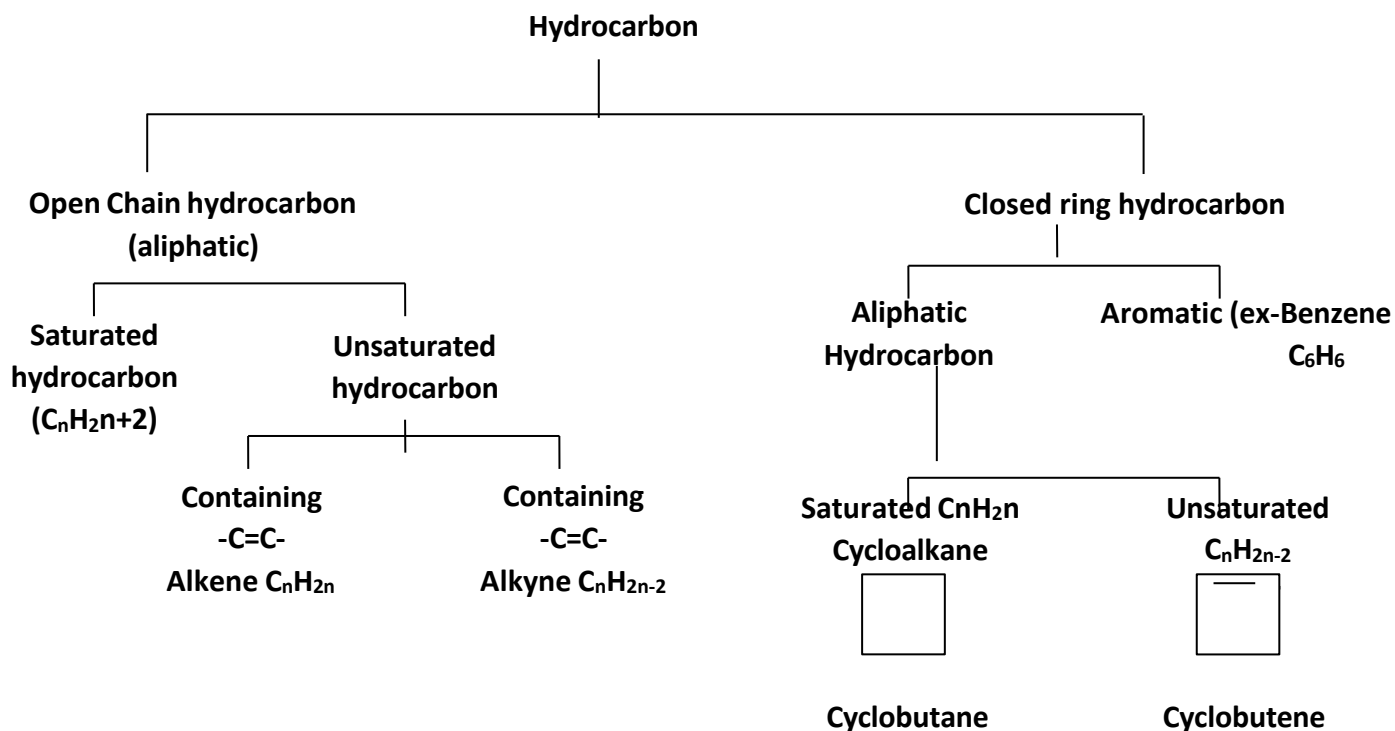 Hydrocarbon
Open Chain hydrocarbon
(aliphatic)
Closed ring hydrocarbon
Saturated
hydrocarbon
(CₙH₂n+2)
Unsaturated
hydrocarbon
Aliphatic
Hydrocarbon
Aromatic (ex-Benzene
C₆H₆
Containing
-C=C-
Alkene CₙH₂ₙ
Containing
-C=C-
Alkyne CₙH₂ₙ₋₂
Saturated CnH₂n
Cycloalkane
Unsaturated
CₙH₂ₙ₋₂
Cyclobutane
Cyclobutene